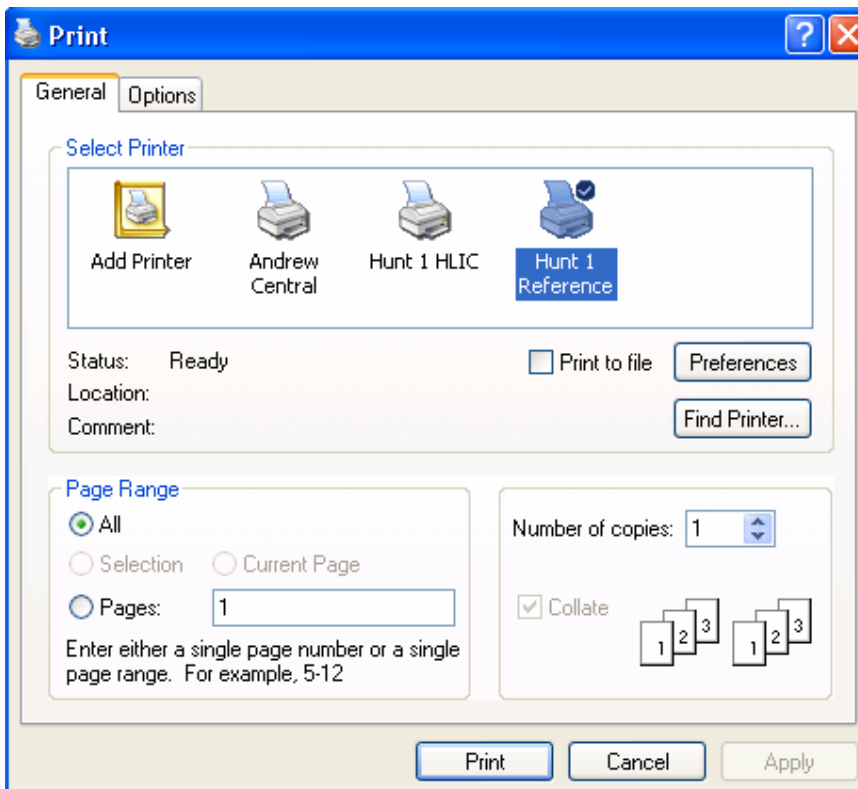 Print
General Options
Select Printer
Add Printer
Andrew
Central
Hunt 1 HLIC
Hunt 1
Reference
Status: Ready
Print to file
Preferences
Location:
Comment:
Find Printer...
Page Range
All
Selection
Current Page
Pages: 1
Enter either a single page number or a single
page range. For example, 5-12
Number of copies: 1
Collate
1 2 3 1 2 3
Print Cancel Apply